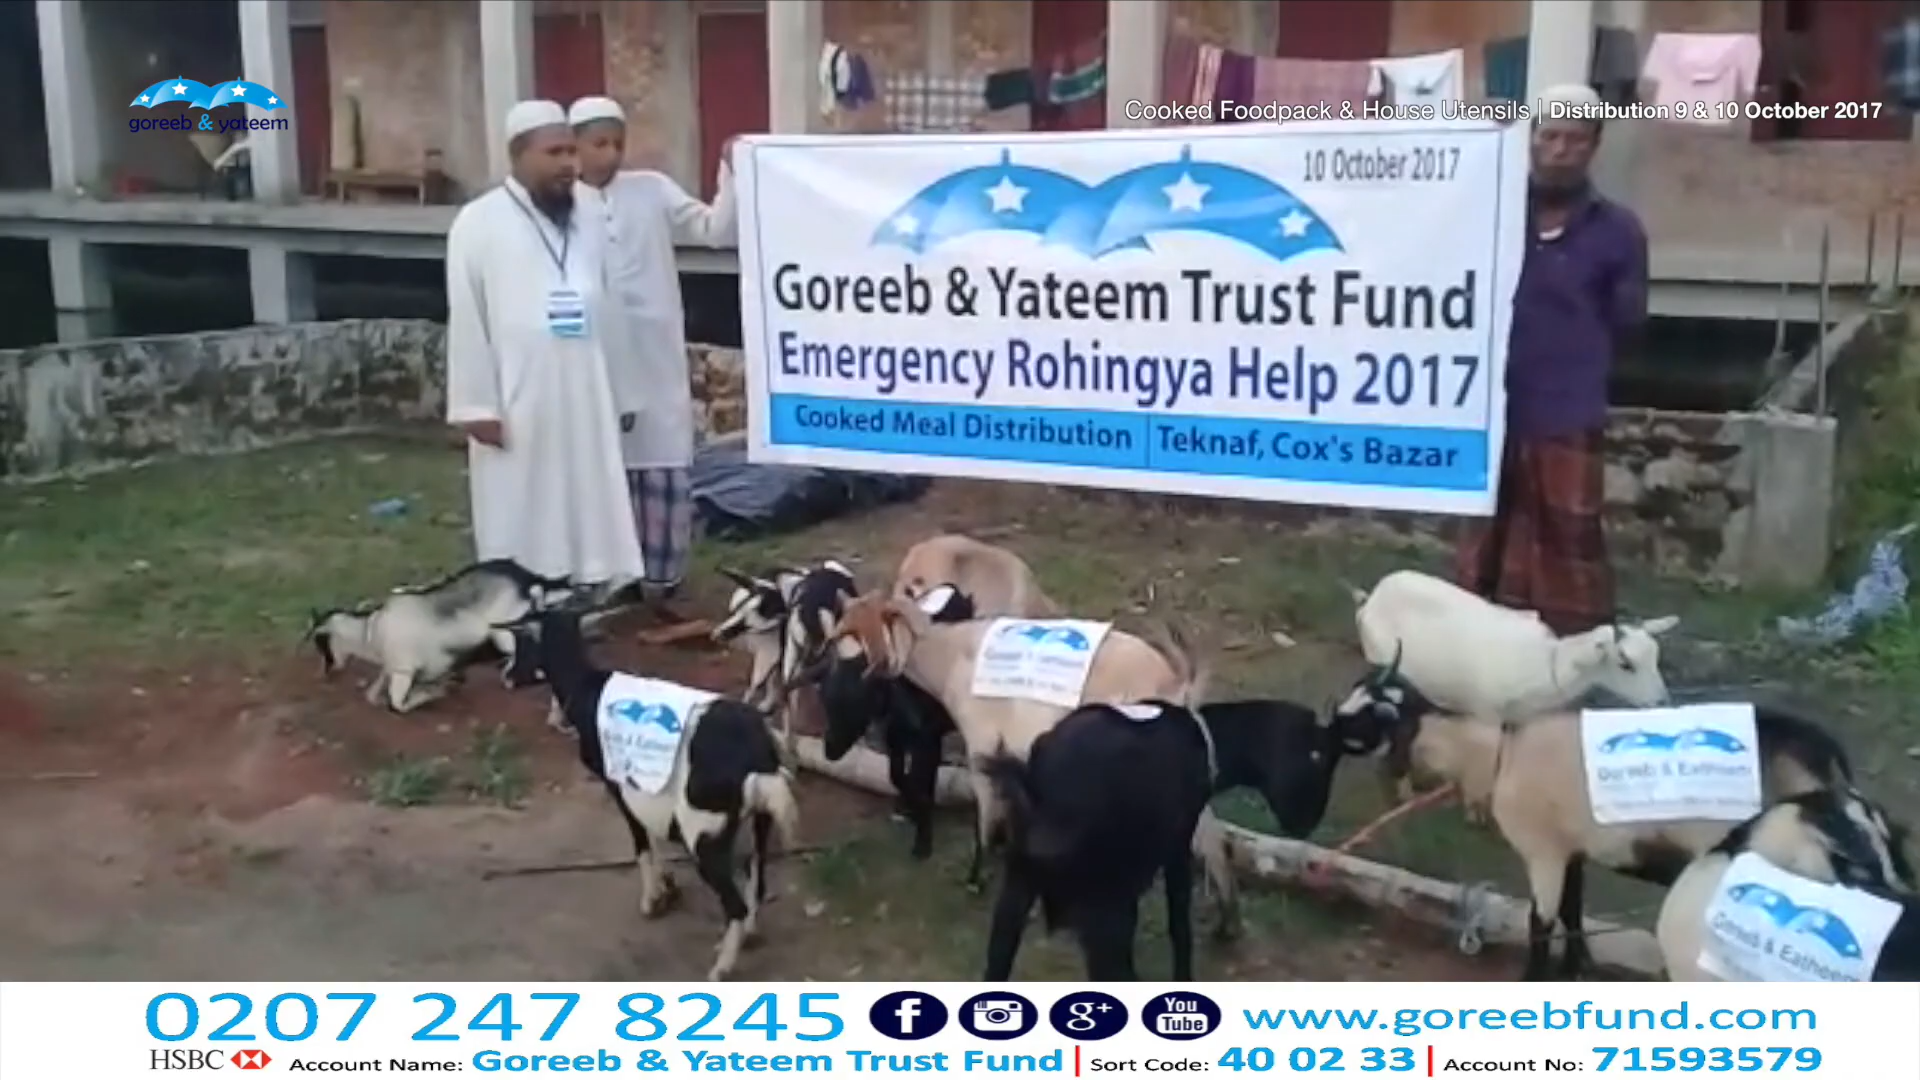 goreeb & yateem
Cooked Foodpack & House Utensils | Distribution 9 & 10 October 2017
10 October 2017
Goreeb & Yateem Trust Fund
Emergency Rohingya Help 2017
Cooked Meal Distribution | Teknaf, Cox's Bazar
Goreeb & Eatheem
0207 247 8245 f g+ You Tube www.goreebfund.com
HSBC Account Name: Goreeb & Yateem Trust Fund | Sort Code: 40 02 33 | Account No: 71593579